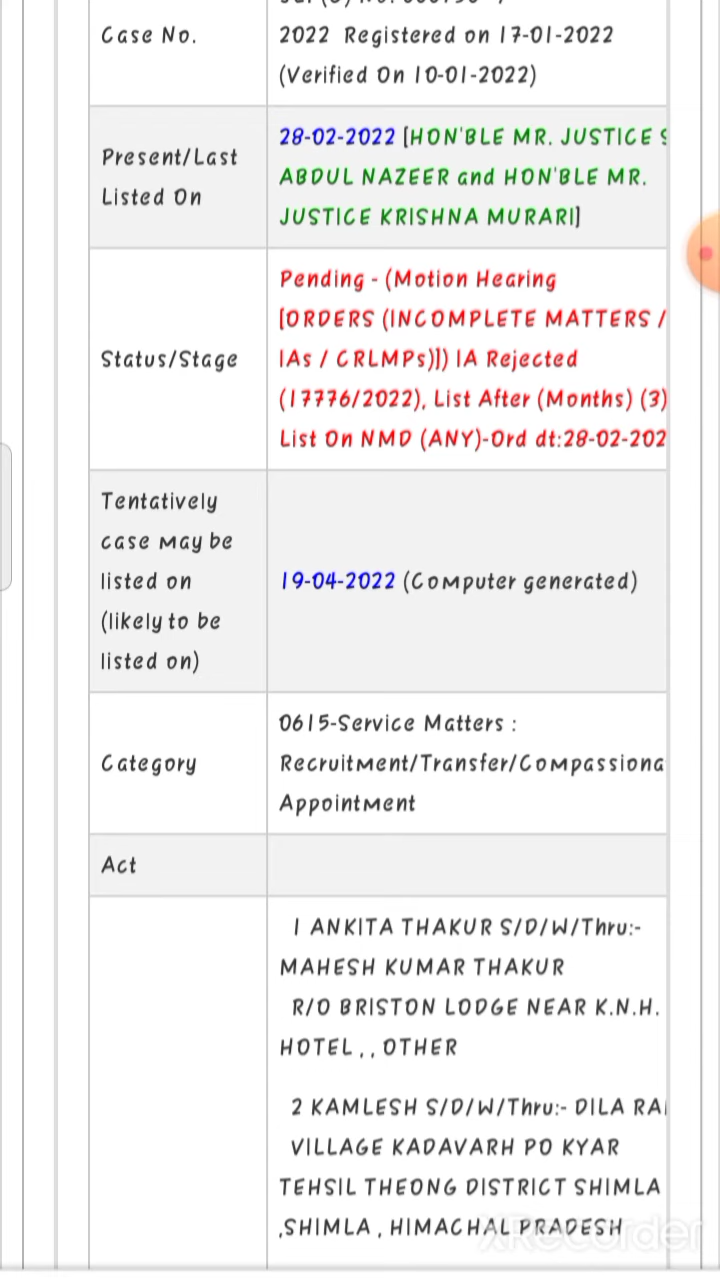 Case No.
2022 Registered on 17-01-2022
(Verified On 10-01-2022)
Present/Last
Listed On
28-02-2022 [HON'BLE MR. JUSTICE
ABDUL NAZEER and HON'BLE MR.
JUSTICE KRISHNA MURARI]
Status/Stage
Pending - (Motion Hearing
[ORDERS (INCOMPLETE MATTERS /
IAs / CRLMPs)]) IA Rejected
(17776/2022), List After (Months) (3)
List On NMD (ANY)-Ord dt:28-02-202
Tentatively
case may be
listed on
(likely to be
listed on)
19-04-2022 (Computer generated)
Category
0615-Service Matters :
Recruitment/Transfer/Compassiona
Appointment
Act
1 ANKITA THAKUR S/D/W/Thru:-
MAHESH KUMAR THAKUR
R/O BRISTON LODGE NEAR K.N.H.
HOTEL , , OTHER
2 KAMLESH S/D/W/Thru:- DILA RA
VILLAGE KADAVARH PO KYAR
TEHSIL THEONG DISTRICT SHIMLA
,SHIMLA , HIMACHAL PRADESH
XRecorder